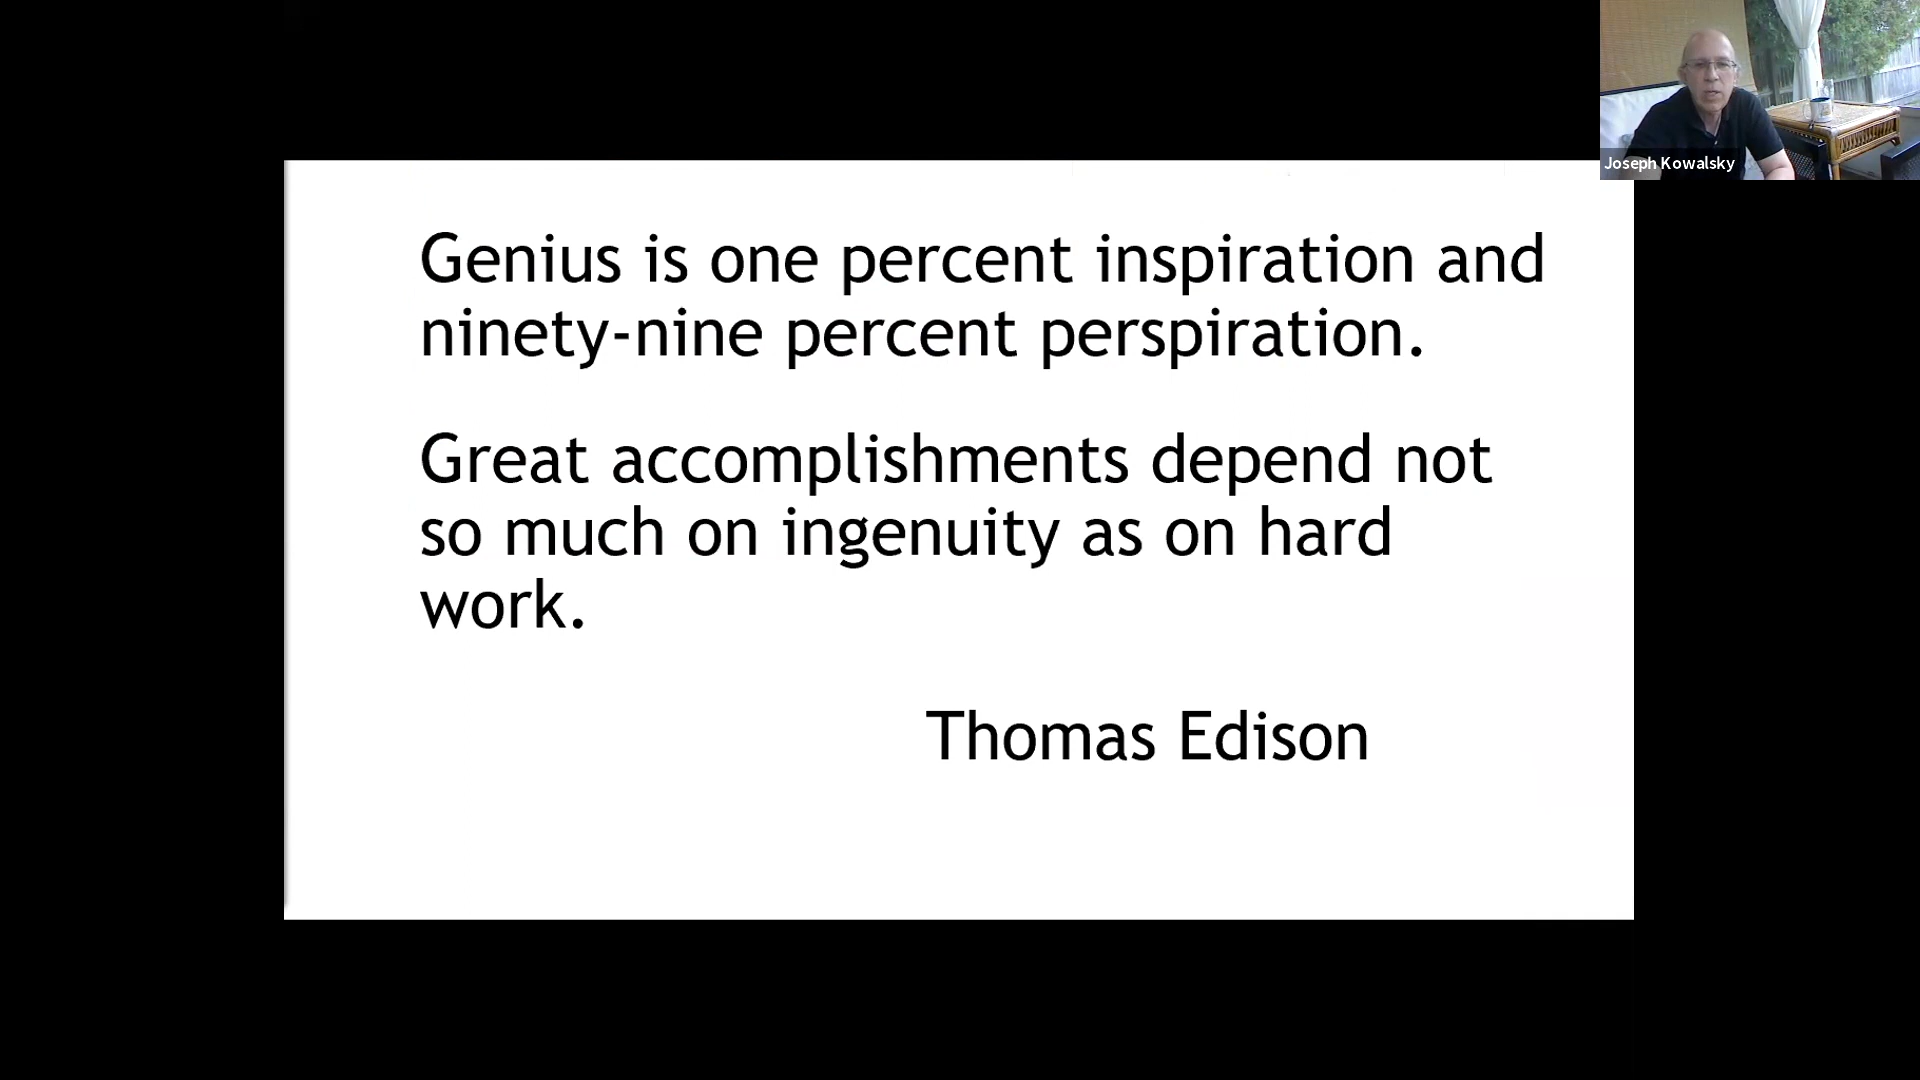 Joseph Kowalsky
Genius is one percent inspiration and
ninety-nine percent perspiration.
Great accomplishments depend not
so much on ingenuity as on hard
work.
Thomas Edison